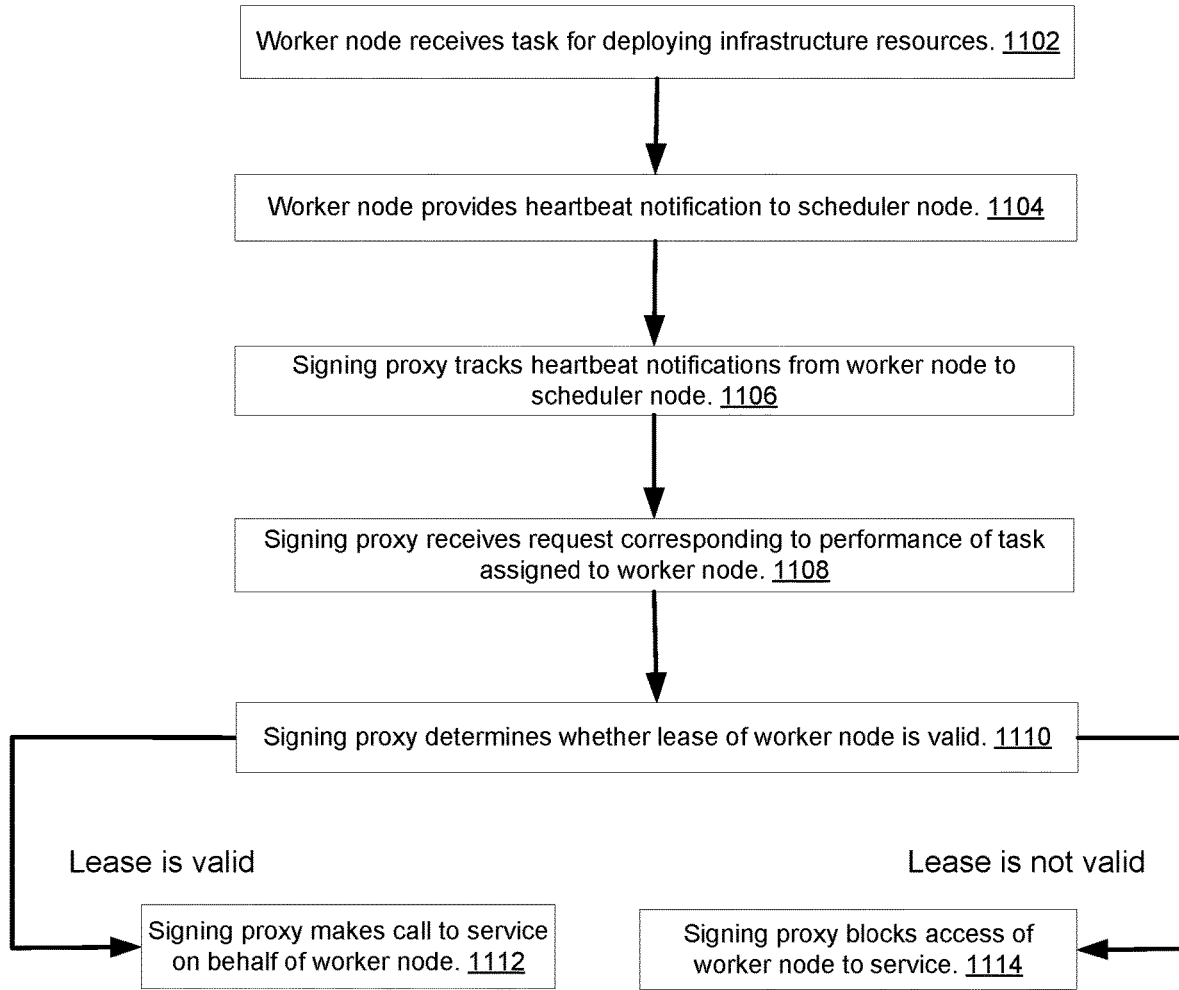 Worker node receives task for deploying infrastructure resources. 1102
Worker node provides heartbeat notification to scheduler node. 1104
Signing proxy tracks heartbeat notifications from worker node to
scheduler node. 1106
Signing proxy receives request corresponding to performance of task
assigned to worker node. 1108
Signing proxy determines whether lease of worker node is valid. 1110
Lease is valid
Lease is not valid
Signing proxy makes call to service
on behalf of worker node. 1112
Signing proxy blocks access of
worker node to service. 1114